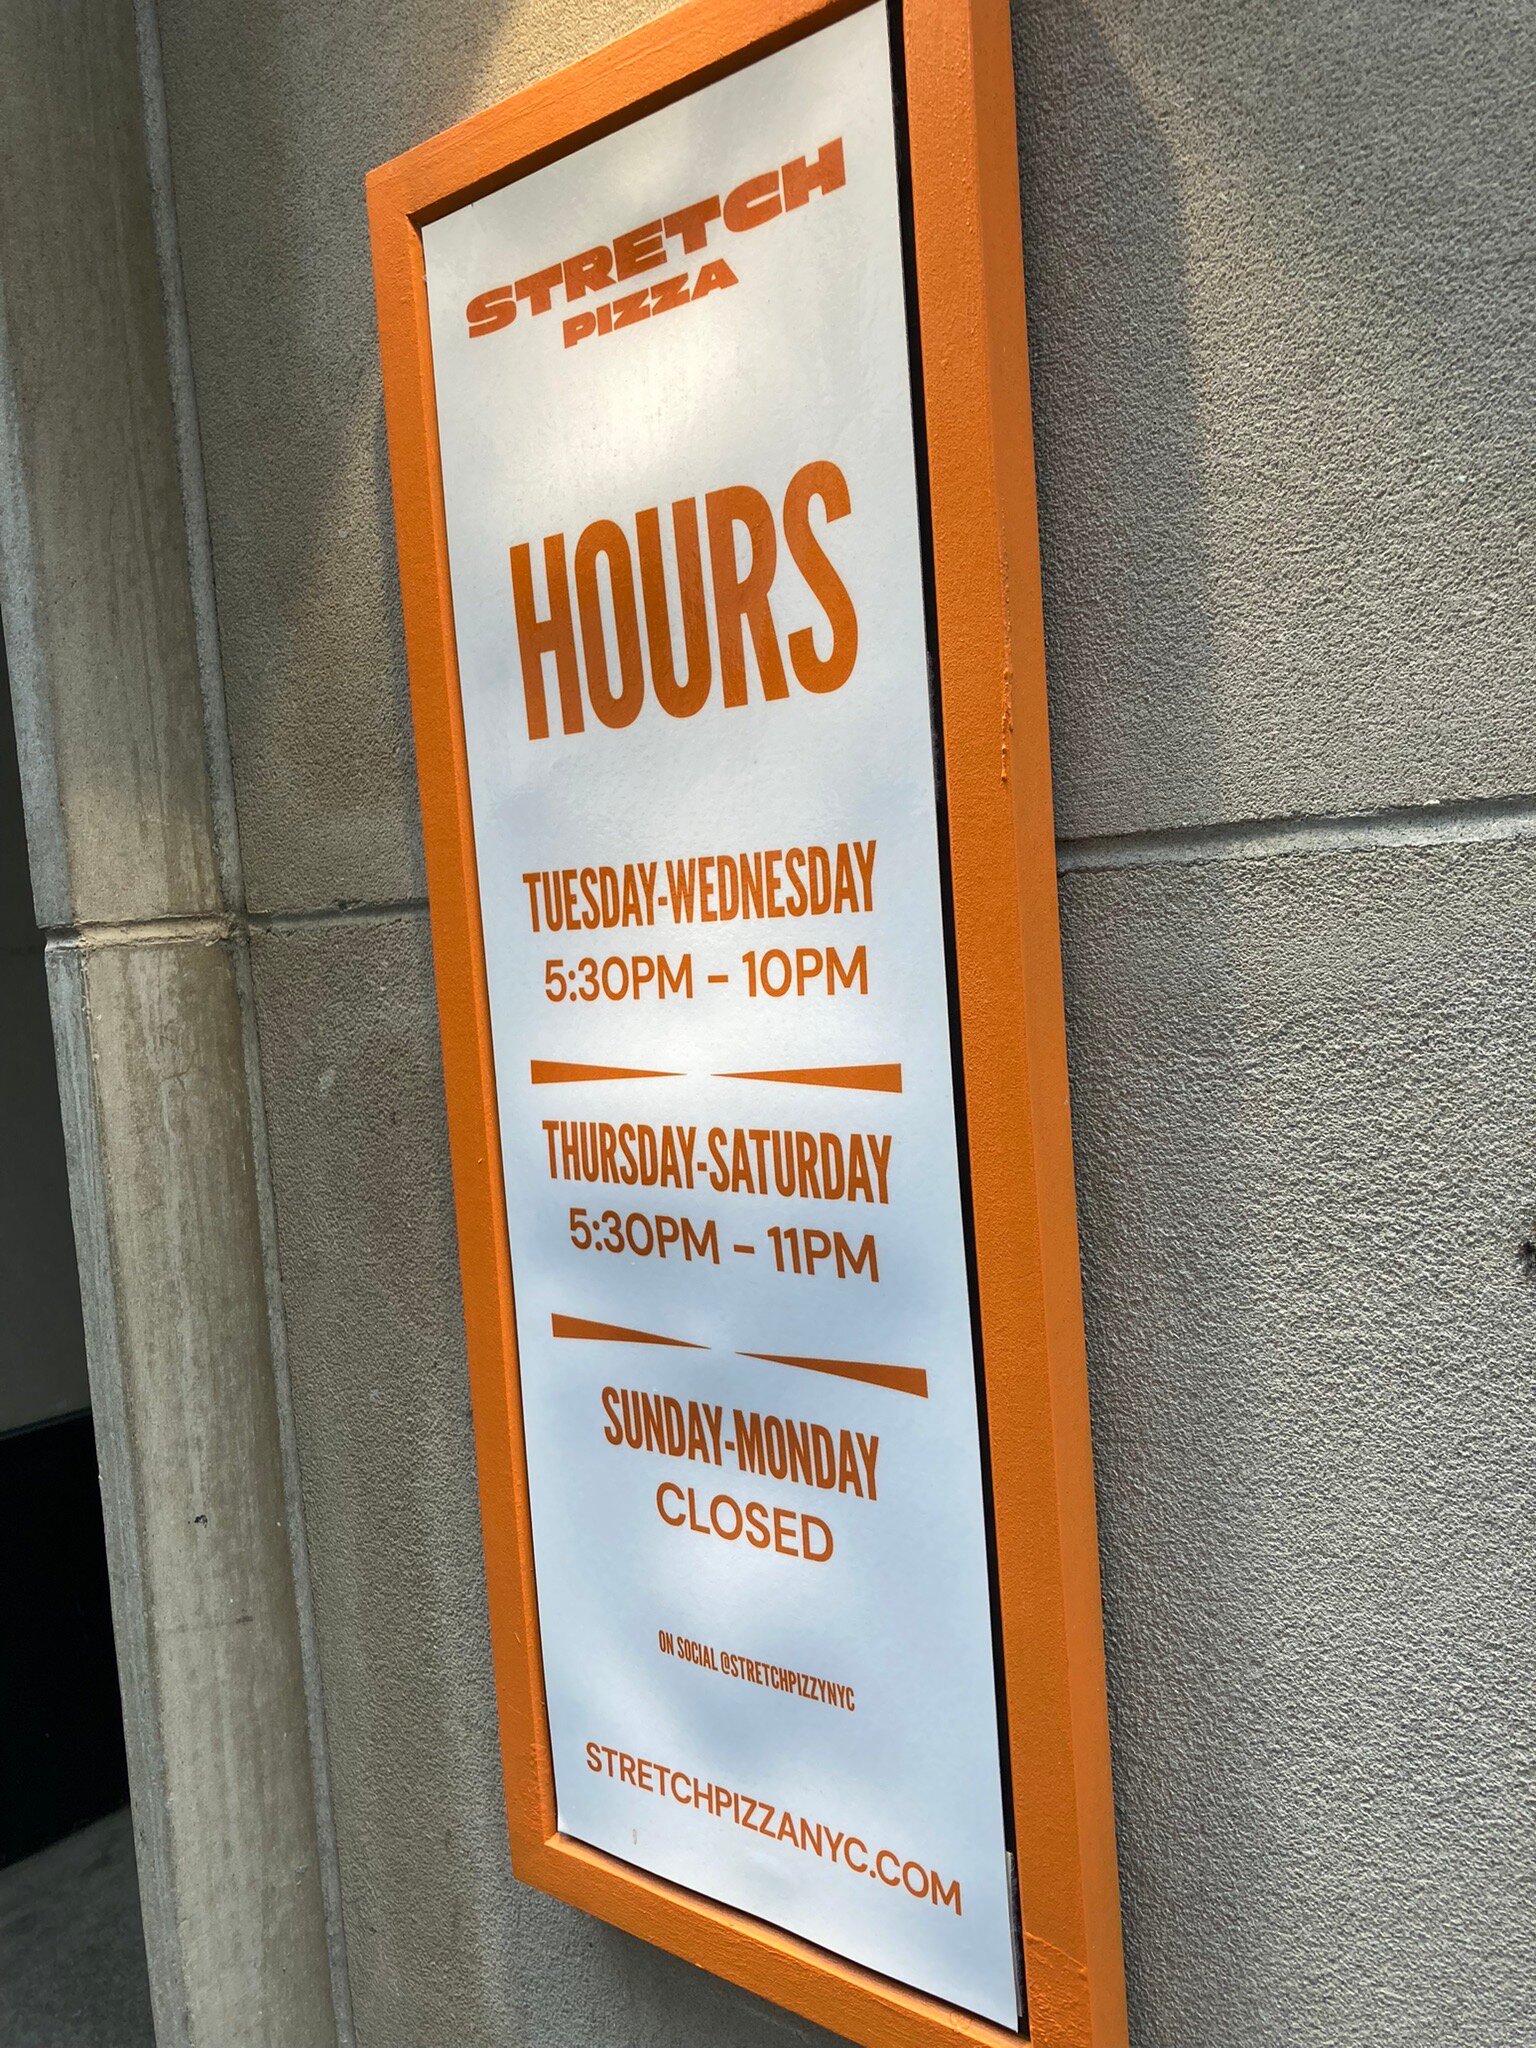 STRETCH
PIZZA
HOURS
TUESDAY-WEDNESDAY
5:30PM - 10PM
THURSDAY-SATURDAY
5:30PM - 11PM
SUNDAY-MONDAY
CLOSED
ON SOCIAL @STRETCHPIZZYNYC
STRETCHPIZZANYC.COM